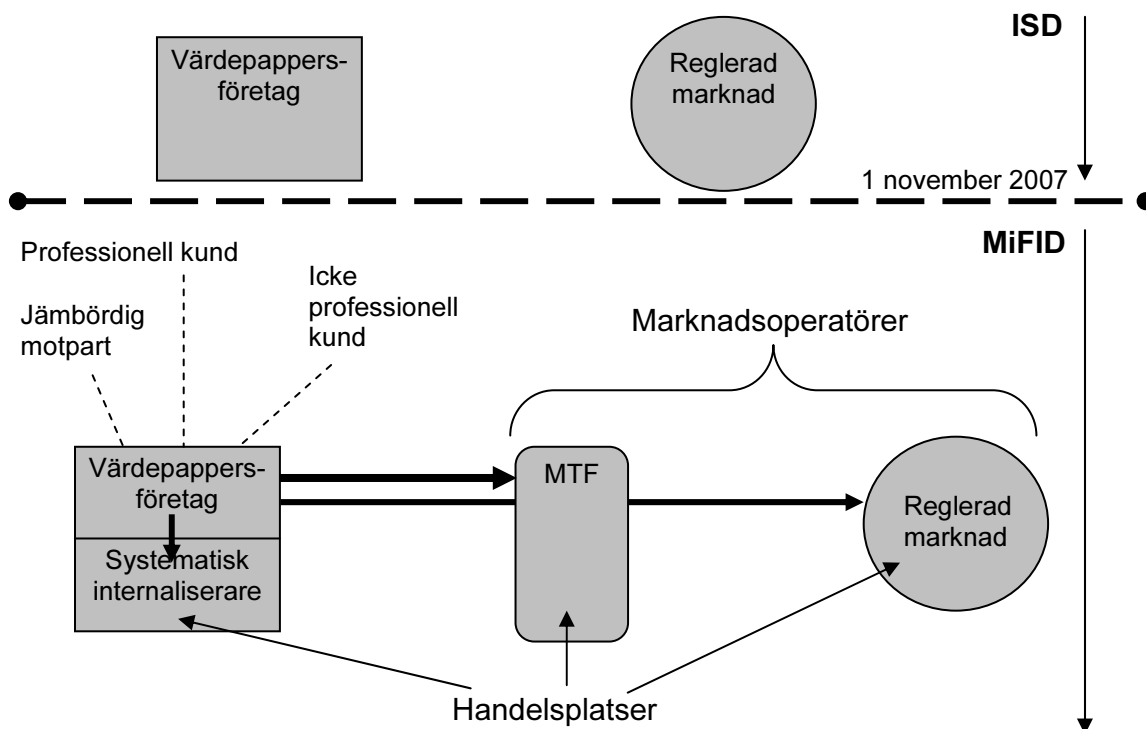 ISD
Värdepappers-
företag
Reglerad
marknad
1 november 2007
MiFID
Professionell kund
Icke
professionell
kund
Jämbördig
motpart
Marknadsoperatörer
Värdepappers-
företag
MTF
Reglerad
marknad
Systematisk
internaliserare
Handelsplatser